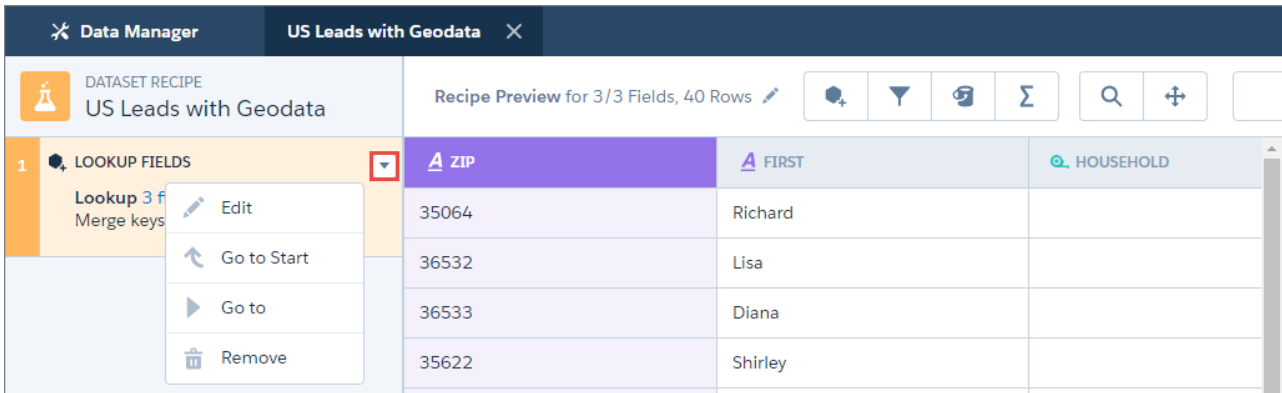 Data Manager
US Leads with Geodata
DATASET RECIPE
US Leads with Geodata
Recipe Preview for 3/3 Fields, 40 Rows
1
LOOKUP FIELDS
Lookup 3
Merge keys
Edit
Go to Start
Go to
Remove
A ZIP
A FIRST
HOUSEHOLD
35064
Richard
36532
Lisa
36533
Diana
35622
Shirley